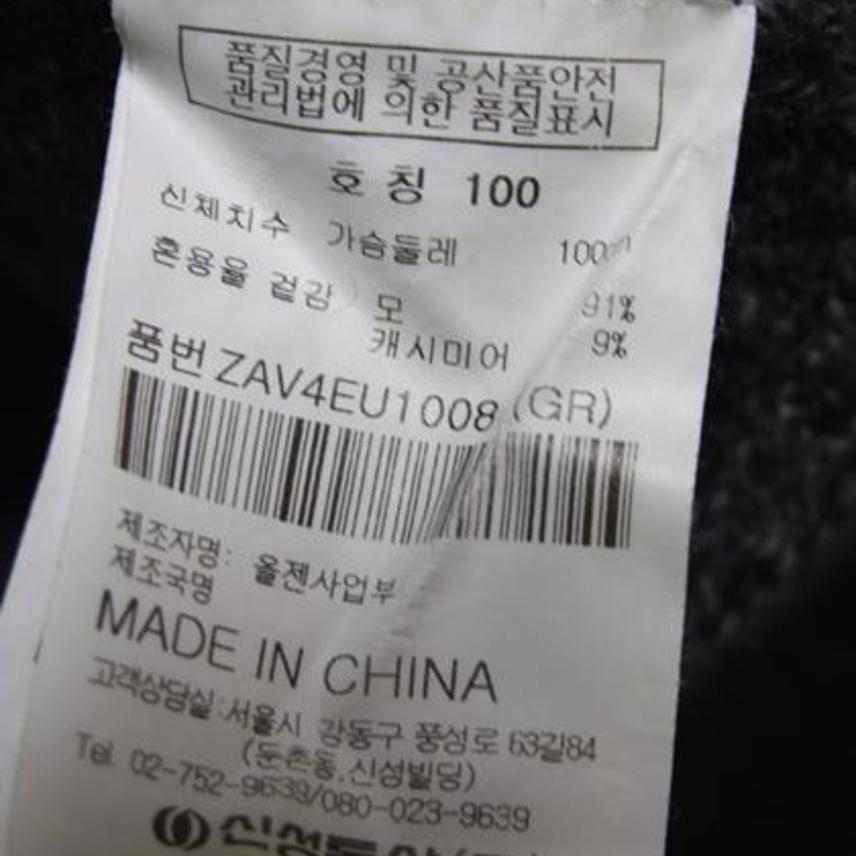 품질경영 및 공산품안전
관리법에 의한 품질표시
호칭 100
신체치수 가슴둘레 100
혼용율 겉감 모 91%
캐시미어 9%
품번 ZAV4EU1008 (GR)
제조자명: 올젠사업부
제조국명
MADE IN CHINA
고객상담실:서울시 강동구 풍성로 63길84
(둔촌동,신성빌딩)
Tel. 02-752-9639/080-023-9639
신성통상